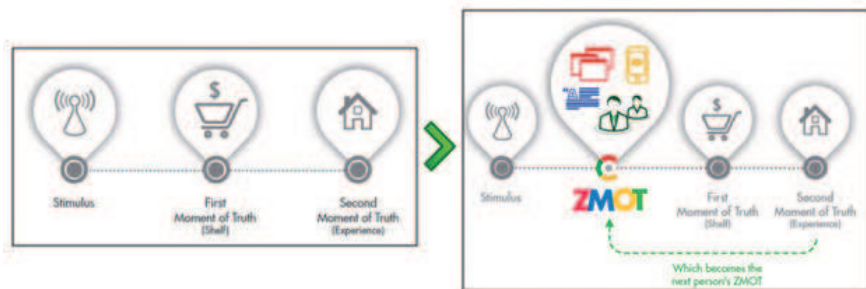 $
Stimulus
First
Moment of Truth
(Shelf)
Second
Moment of Truth
(Experience)
$
Stimulus
ZMOT
First
Moment of Truth
(Shelf)
Second
Moment of Truth
(Experience)
Which becomes the
next person's ZMOT